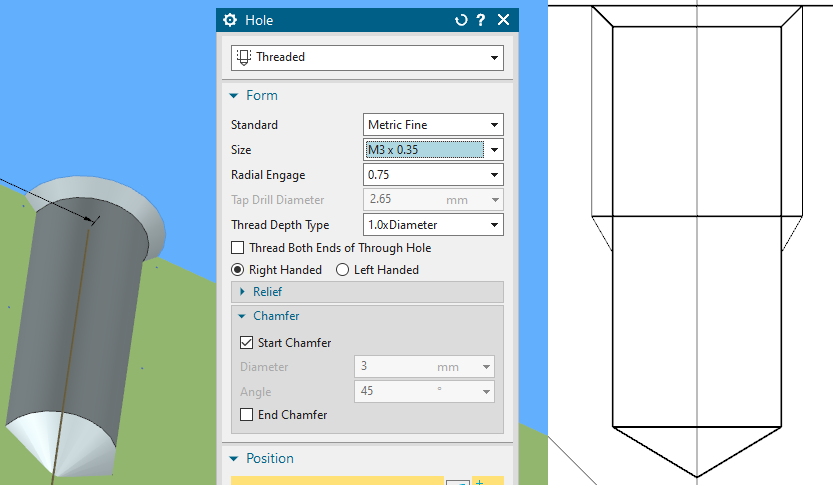 Hole
?
Threaded
Form
Standard Metric Fine
Size M3 x 0.35
Radial Engage 0.75
Tap Drill Diameter 2.65 mm
Thread Depth Type 1.0xDiameter
Thread Both Ends of Through Hole
Right Handed Left Handed
Relief
Chamfer
Start Chamfer
Diameter 3 mm
Angle 45 °
End Chamfer
Position